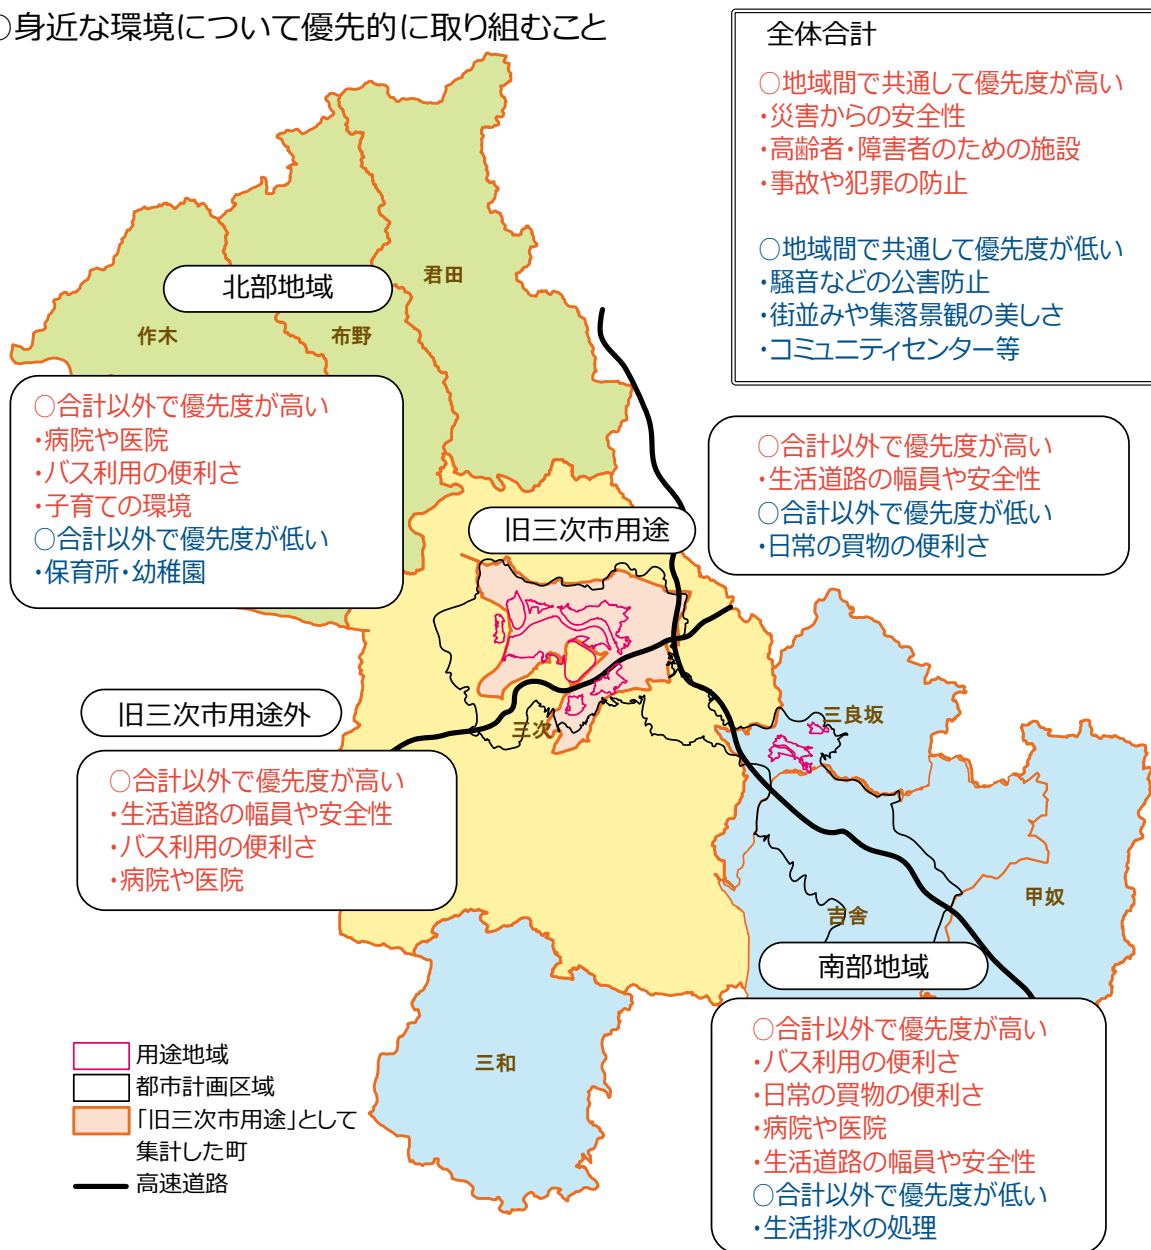 ○身近な環境について優先的に取り組むこと
全体合計
○地域間で共通して優先度が高い
・災害からの安全性
・高齢者・障害者のための施設
・事故や犯罪の防止
○地域間で共通して優先度が低い
・騒音などの公害防止
・街並みや集落景観の美しさ
・コミュニティセンター等
君田
北部地域
作木
布野
○合計以外で優先度が高い
・病院や医院
・バス利用の便利さ
・子育ての環境
○合計以外で優先度が低い
・保育所・幼稚園
旧三次市用途
○合計以外で優先度が高い
・生活道路の幅員や安全性
○合計以外で優先度が低い
・日常の買物の便利さ
旧三次市用途外
三次
三良坂
○合計以外で優先度が高い
・生活道路の幅員や安全性
・バス利用の便利さ
・病院や医院
甲奴
吉舎
南部地域
○合計以外で優先度が高い
・バス利用の便利さ
・日常の買物の便利さ
・病院や医院
・生活道路の幅員や安全性
○合計以外で優先度が低い
・生活排水の処理
三和
用途地域
都市計画区域
「旧三次市用途」として
集計した町
高速道路